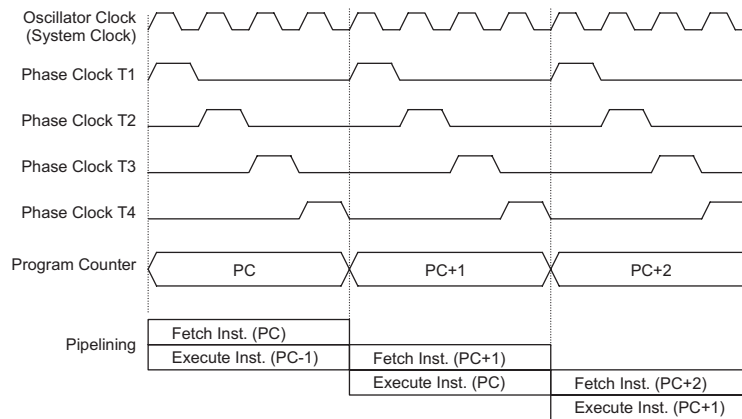 Oscillator Clock
(System Clock)
Phase Clock T1
Phase Clock T2
Phase Clock T3
Phase Clock T4
Program Counter
PC
PC+1
PC+2
Pipelining
Fetch Inst. (PC)
Execute Inst. (PC-1)
Fetch Inst. (PC+1)
Execute Inst. (PC)
Fetch Inst. (PC+2)
Execute Inst. (PC+1)